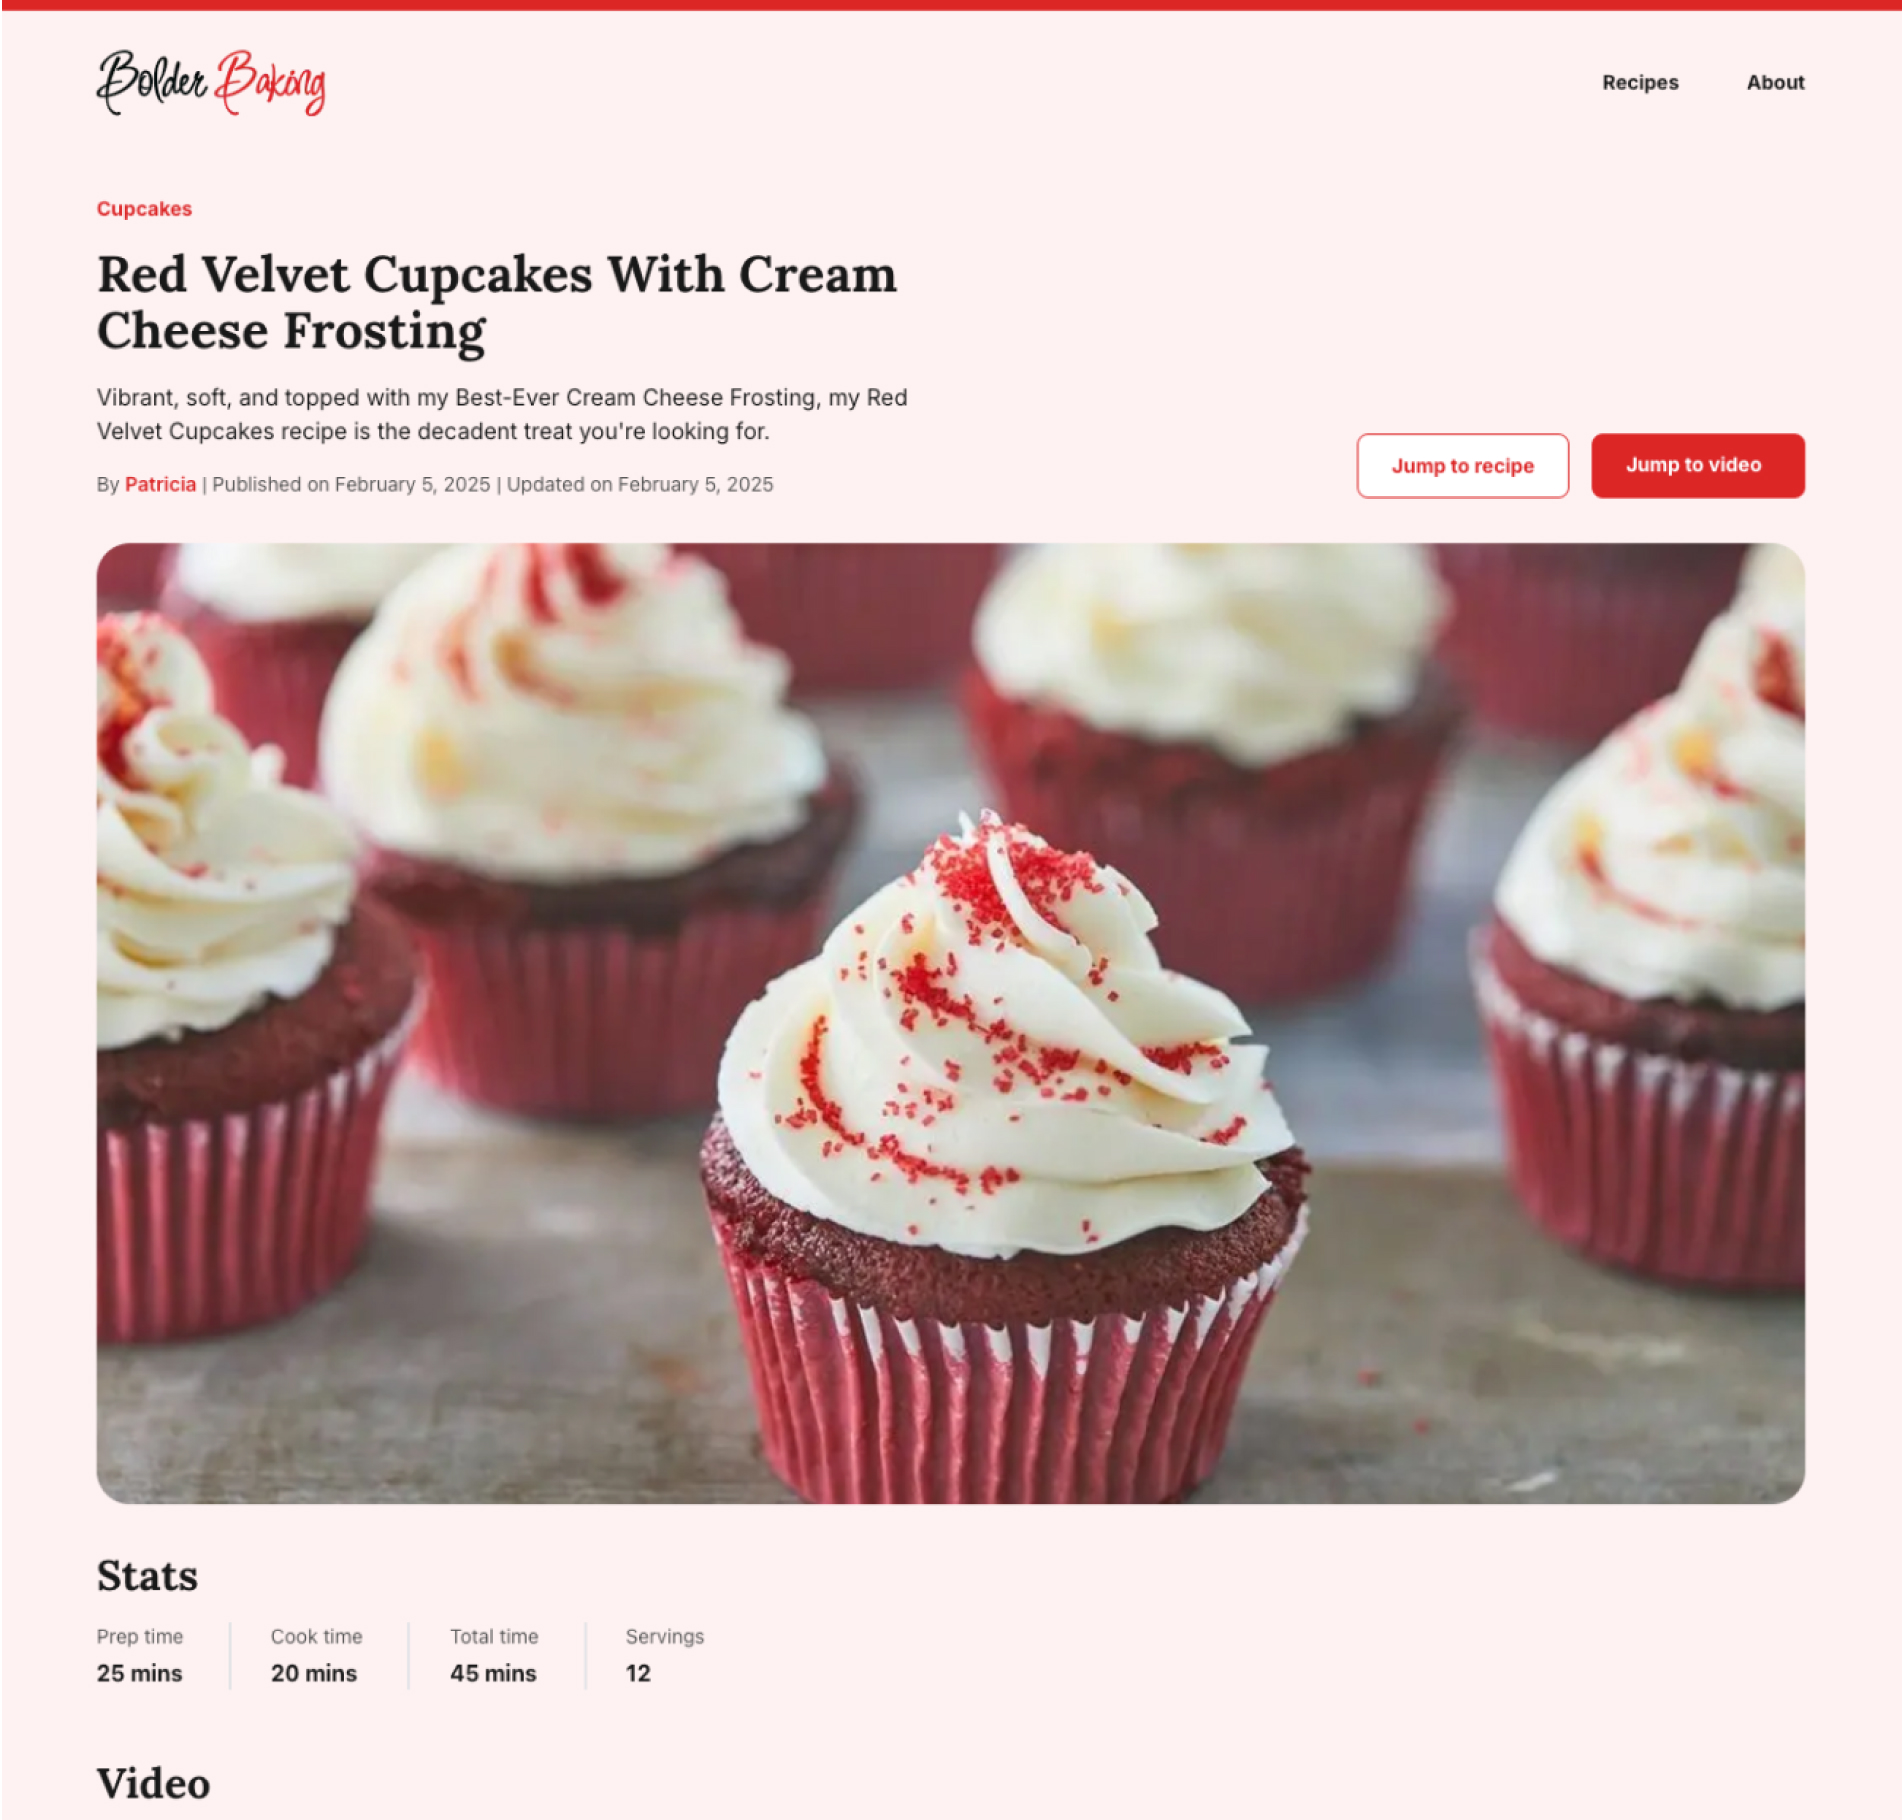 Bolder Baking
Recipes
About
Cupcakes
Red Velvet Cupcakes With Cream
Cheese Frosting
Vibrant, soft, and topped with my Best-Ever Cream Cheese Frosting, my Red
Velvet Cupcakes recipe is the decadent treat you're looking for.
By Patricia | Published on February 5, 2025 | Updated on February 5, 2025
Jump to recipe
Jump to video
Stats
Prep time
25 mins
Cook time
20 mins
Total time
45 mins
Servings
12
Video